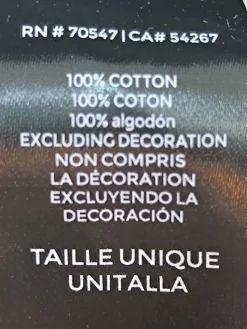 RN # 70547 | CA# 54267
100% COTTON
100% COTON
100% algodón
EXCLUDING DECORATION
NON COMPRIS
LA DÉCORATION
EXCLUYENDO LA
DECORACIÓN
TAILLE UNIQUE
UNITALLA